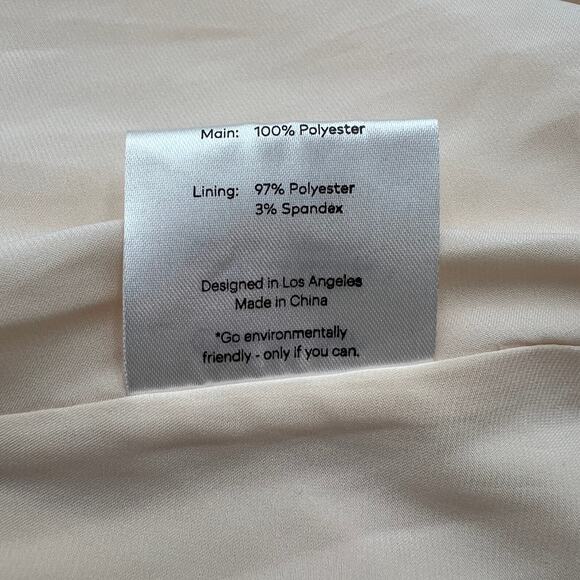 Main: 100% Polyester
Lining: 97% Polyester
3% Spandex
Designed in Los Angeles
Made in China
*Go environmentally
friendly - only if you can.